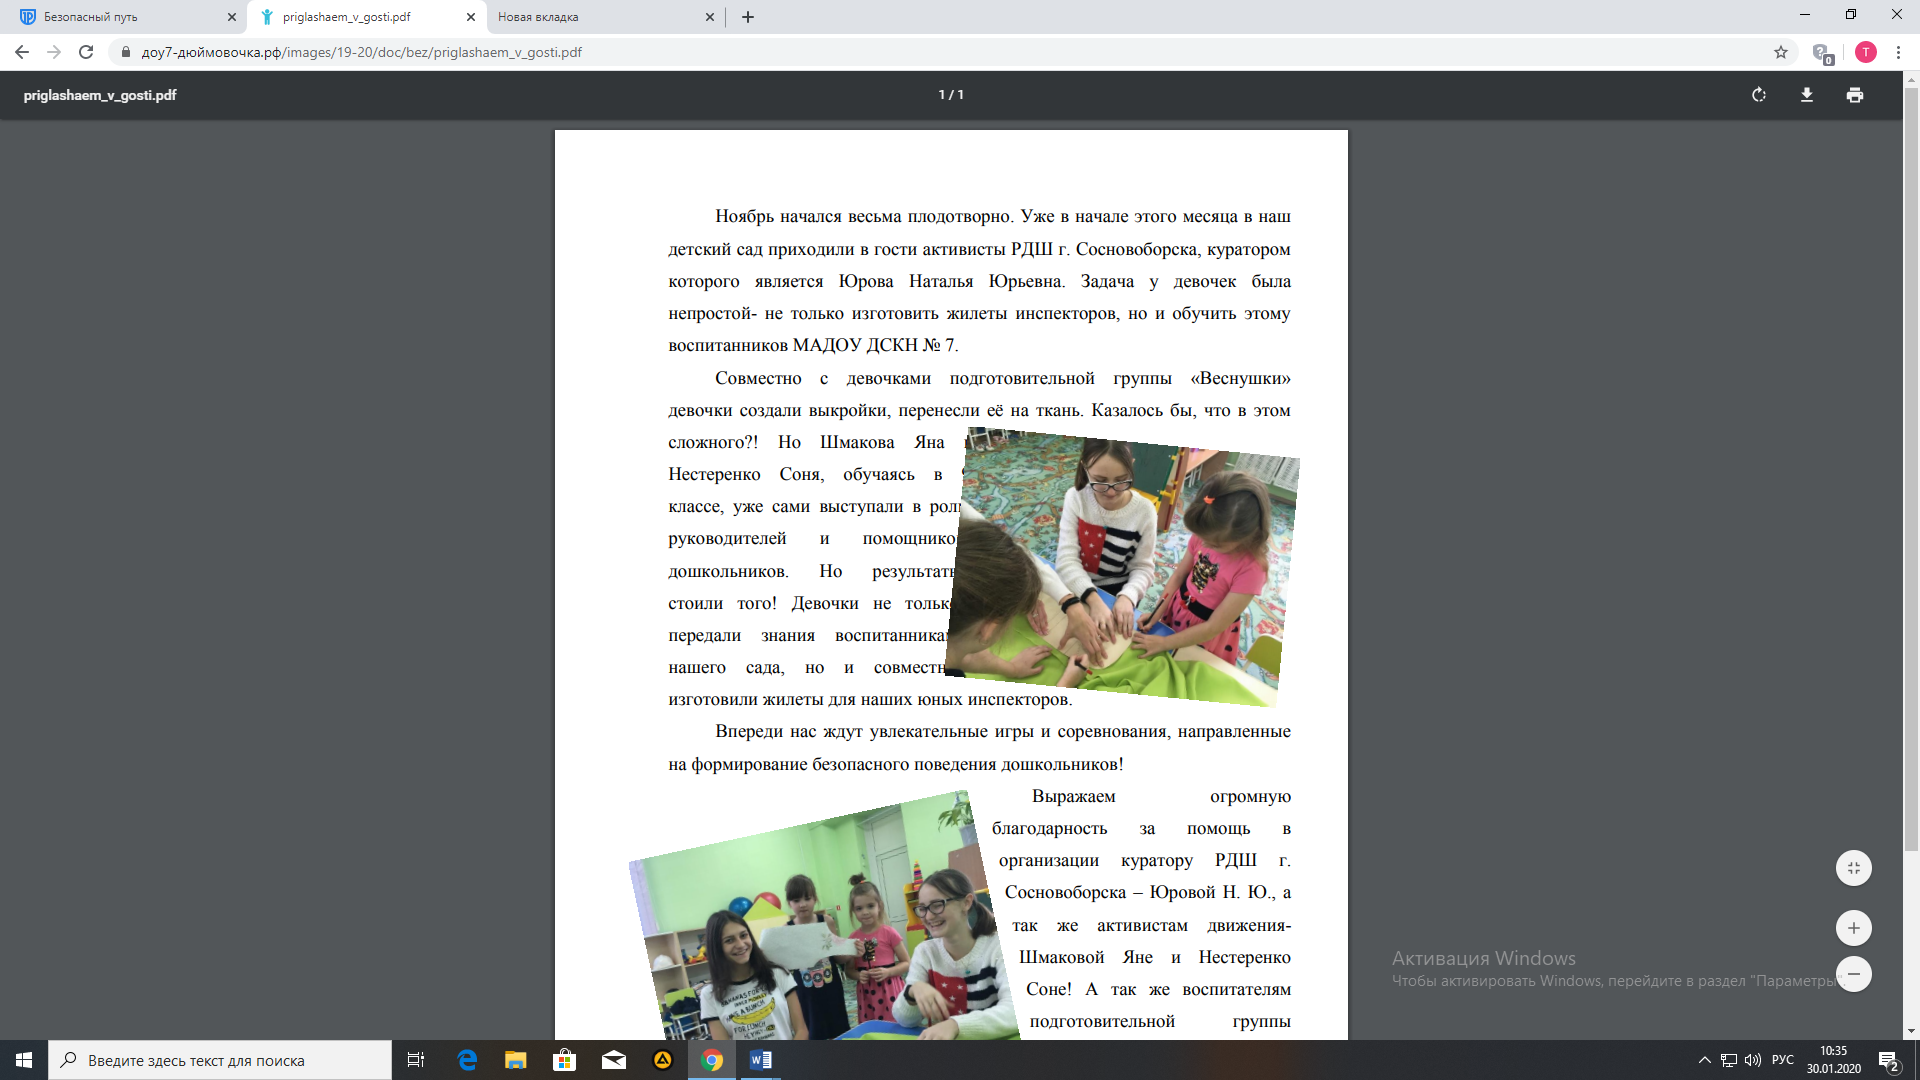 Безопасный путь
priglashaem_v_gosti.pdf
Новая вкладка
доу7-дюймовочка.рф/images/19-20/doc/bez/priglashaem_v_gosti.pdf
0
T
priglashaem_v_gosti.pdf
1 / 1
Ноябрь начался весьма плодотворно. Уже в начале этого месяца в наш
детский сад приходили в гости активисты РДШ г. Сосновоборска, куратором
которого является Юрова Наталья Юрьевна. Задача у девочек была
непростой- не только изготовить жилеты инспекторов, но и обучить этому
воспитанников МАДОУ ДСКН № 7.
Совместно с девочками подготовительной группы «Веснушки»
девочки создали выкройки, перенесли её на ткань. Казалось бы, что в этом
сложного?! Но Шмакова Яна
Нестеренко Соня, обучаясь в
классе, уже сами выступали в рол
руководителей и помощнико
дошкольников. Но результат
стоили того! Девочки не тольк
передали знания воспитанника
нашего сада, но и совместн
изготовили жилеты для наших юных инспекторов.
Впереди нас ждут увлекательные игры и соревнования, направленные
на формирование безопасного поведения дошкольников!
Выражаем огромную
благодарность за помощь в
организации куратору РДШ г.
Сосновоборска – Юровой Н. Ю., а
так же активистам движения-
Шмаковой Яне и Нестеренко
Соне! А так же воспитателям
подготовительной группы
Активация Windows
Чтобы активировать Windows, перейдите в раздел "Параметры".
Введите здесь текст для поиска
РУС
10:35
30.01.2020
2